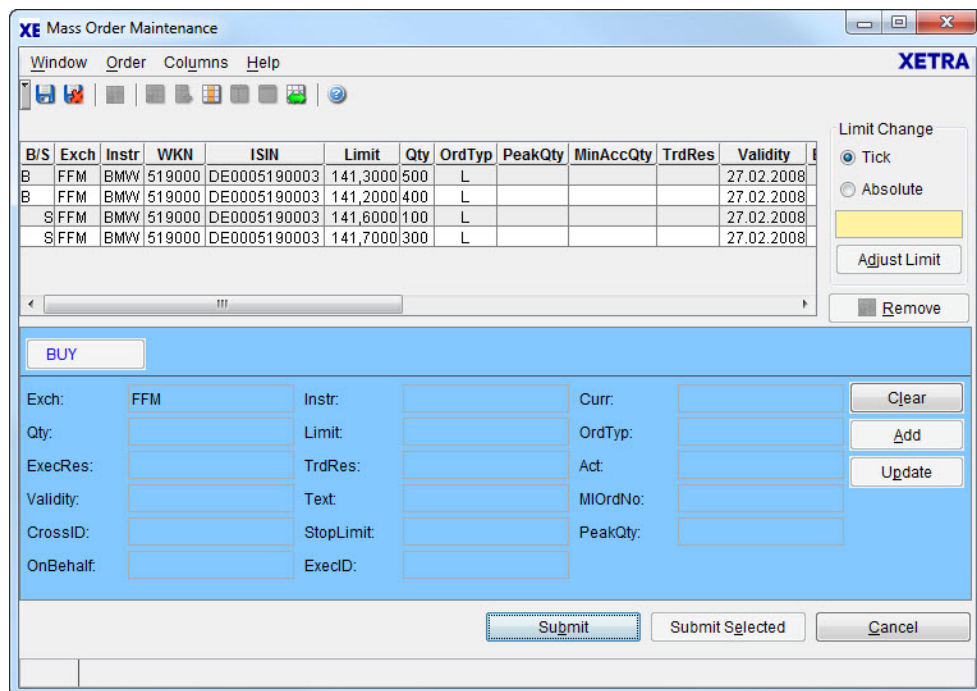 XE Mass Order Maintenance
Window Order Columns Help XETRA
Limit Change
B/S Exch Instr WKN ISIN Limit Qty OrdTyp PeakQty MinAccQty TrdRes Validity
Tick
B FFM BMW 519000 DE0005190003 141,3000 500 L 27.02.2008
B FFM BMW 519000 DE0005190003 141,2000 400 L 27.02.2008
Absolute
S FFM BMW 519000 DE0005190003 141,6000 100 L 27.02.2008
S FFM BMW 519000 DE0005190003 141,7000 300 L 27.02.2008
Adjust Limit
Remove
BUY
Exch: FFM Instr: Curr: Clear
Qty: Limit: OrdTyp: Add
ExecRes: TrdRes: Act: Update
Validity: Text: MIOrdNo:
CrossID: StopLimit: PeakQty:
OnBehalf: ExecID:
Submit Submit Selected Cancel